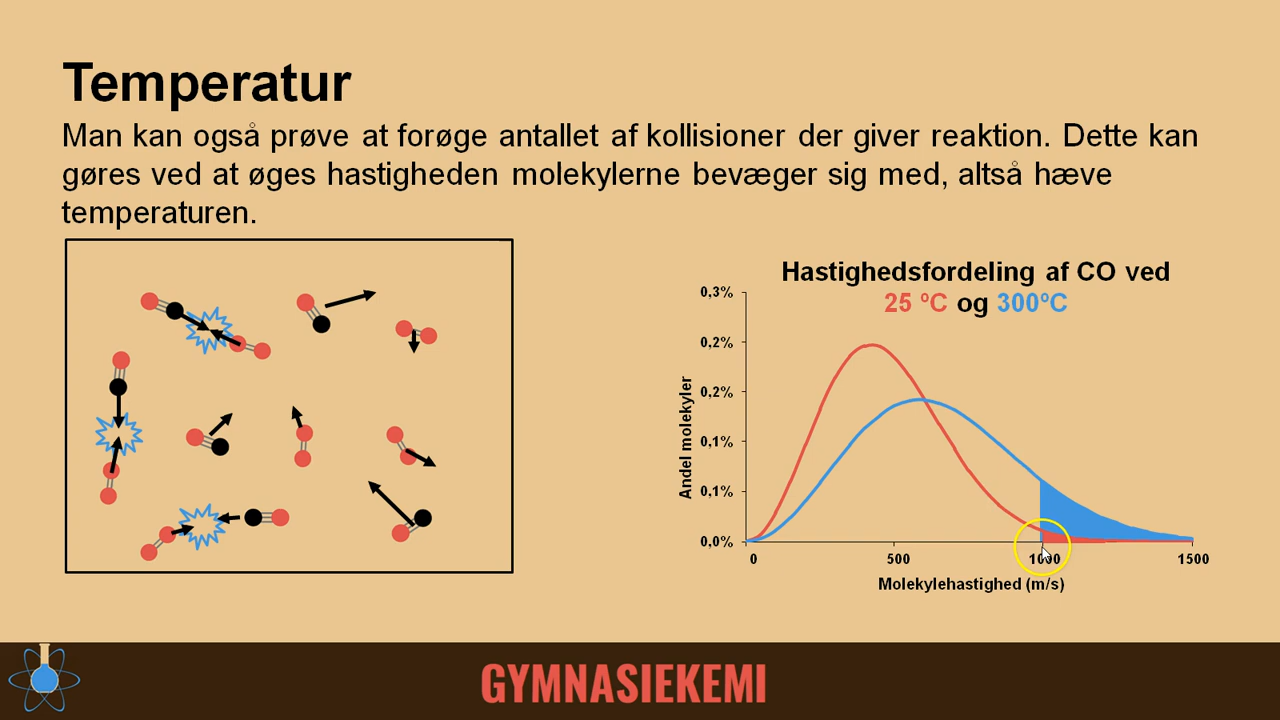 Temperatur
Man kan også prøve at forøge antallet af kollisioner der giver reaktion. Dette kan
gøres ved at øges hastigheden molekylerne bevæger sig med, altså hæve
temperaturen.
Hastighedsfordeling af CO ved
25 ºC og 300ºC
0,3%
0,2%
0,2%
0,1%
0,1%
0,0%
Andel molekyler
0
500
1000
1500
Molekylehastighed (m/s)
GYMNASIEKEMI